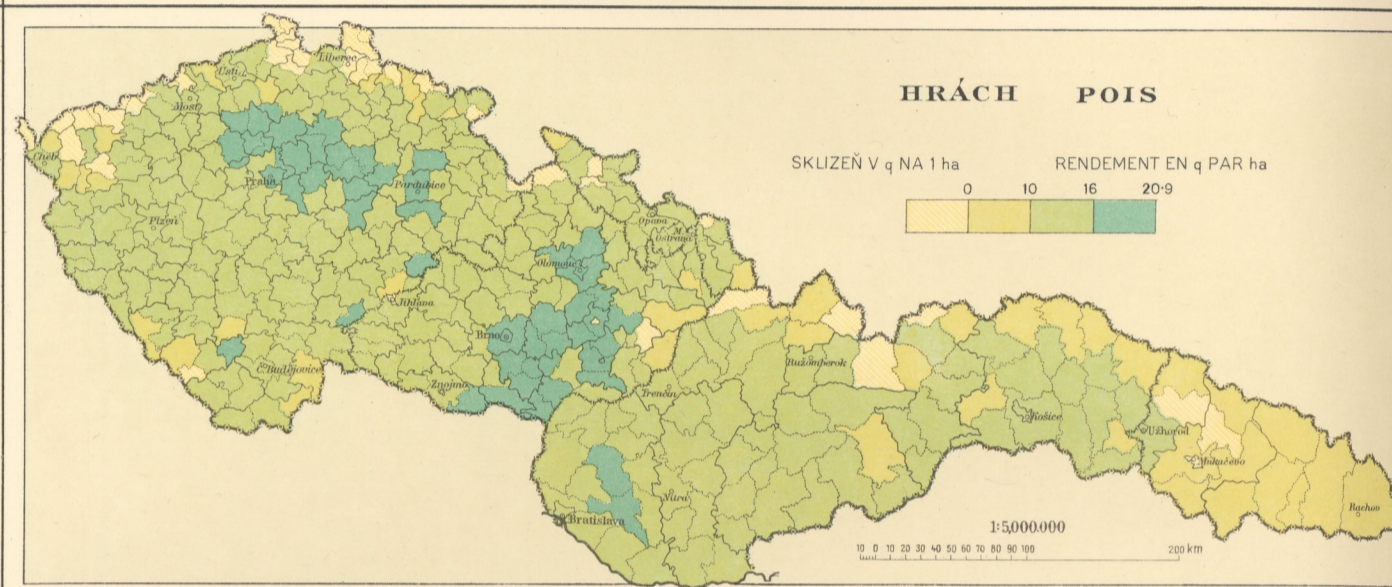 HRÁCH POIS
SKLIZEŇ V q NA 1 ha RENDEMENT EN q PAR ha
0 10 16 20·9
Liberec
Ústí
Most
Cheb
Praha
Pardubice
Plzeň
Opava
M. Ostrava
Olomouc
Jihlava
Brno
Č. Budějovice
Znojmo
Ružomberok
Trenčín
Košice
Užhorod
Mukačevo
Nitra
Rachov
Bratislava
1:5,000.000
10 0 10 20 30 40 50 60 70 80 90 100 200 km